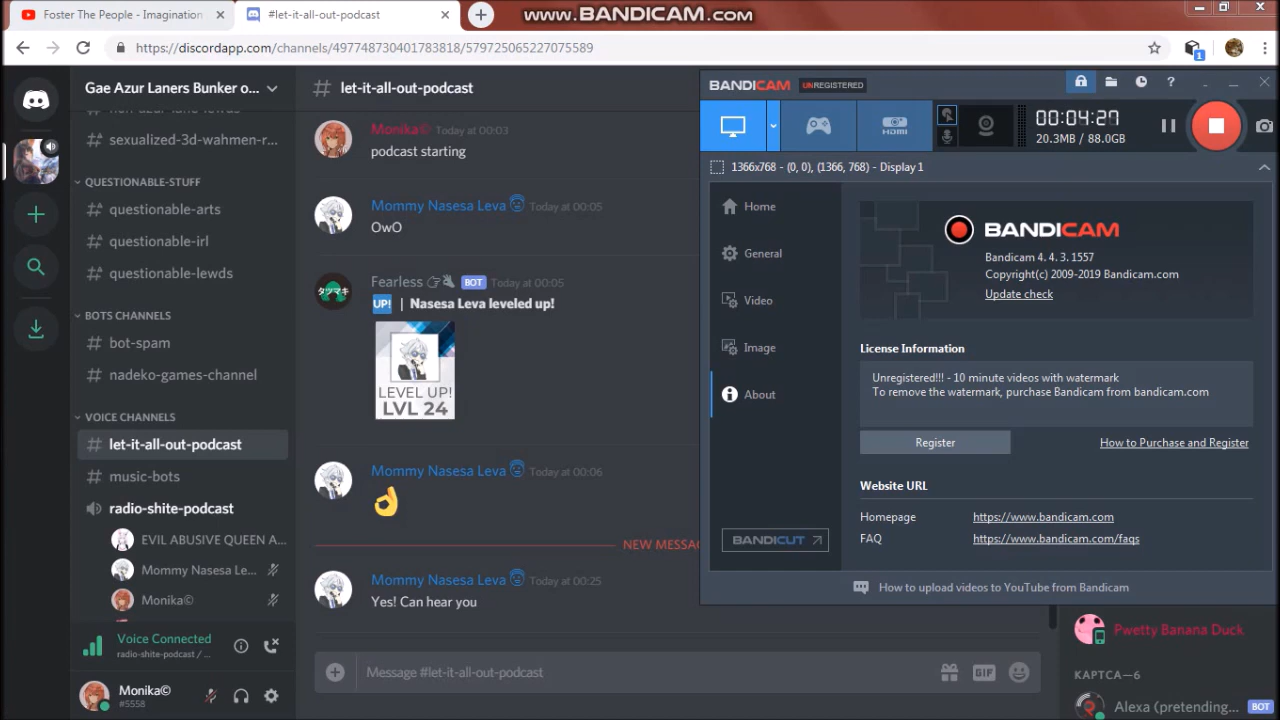 Foster The People - Imagination
#let-it-all-out-podcast
www.BANDICAM.com
https://discordapp.com/channels/497748730401783818/579725065227075589
1
Gay Azur Laners Bunker o...
sexualized-3d-wahmen-r...
QUESTIONABLE-STUFF
questionable-arts
questionable-irl
questionable-lewds
BOTS CHANNELS
bot-spam
nadeko-games-channel
VOICE CHANNELS
let-it-all-out-podcast
music-bots
radio-shite-podcast
EVIL ABUSIVE QUEEN A...
Mommy Nasesa Le...
Monika©
Voice Connected
radio-shite-podcast / ...
Monika©
#5558
let-it-all-out-podcast
Monika© Today at 00:03
podcast starting
Mommy Nasesa Leva Today at 00:05
OwO
タツマキ
Fearless BOT Today at 00:05
UP! | Nasesa Leva leveled up!
LEVEL UP!
LVL 24
Mommy Nasesa Leva Today at 00:06
👌
NEW MESSA
Mommy Nasesa Leva Today at 00:25
Yes! Can hear you
Message #let-it-all-out-podcast
GIF
BANDICAM UNREGISTERED
HDMI
00:04:27
20.3MB / 88.0GB
1366x768 - (0, 0), (1366, 768) - Display 1
Home
General
Video
Image
About
BANDICUT
BANDICAM
Bandicam 4. 4. 3. 1557
Copyright(c) 2009-2019 Bandicam.com
Update check
License Information
Unregistered!!! - 10 minute videos with watermark
To remove the watermark, purchase Bandicam from bandicam.com
Register
How to Purchase and Register
Website URL
Homepage https://www.bandicam.com
FAQ https://www.bandicam.com/faqs
How to upload videos to YouTube from Bandicam
Pwetty Banana Duck
KAPTCA—6
Alexa (pretending... BOT